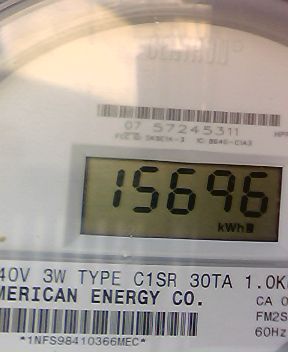 CENTRON®
07 57245311
15696
kWh
40V 3W TYPE C1SR 30TA 1.0K
MERICAN ENERGY CO.
CA 0
FM2S
60Hz
*1NFS98410366MEC*